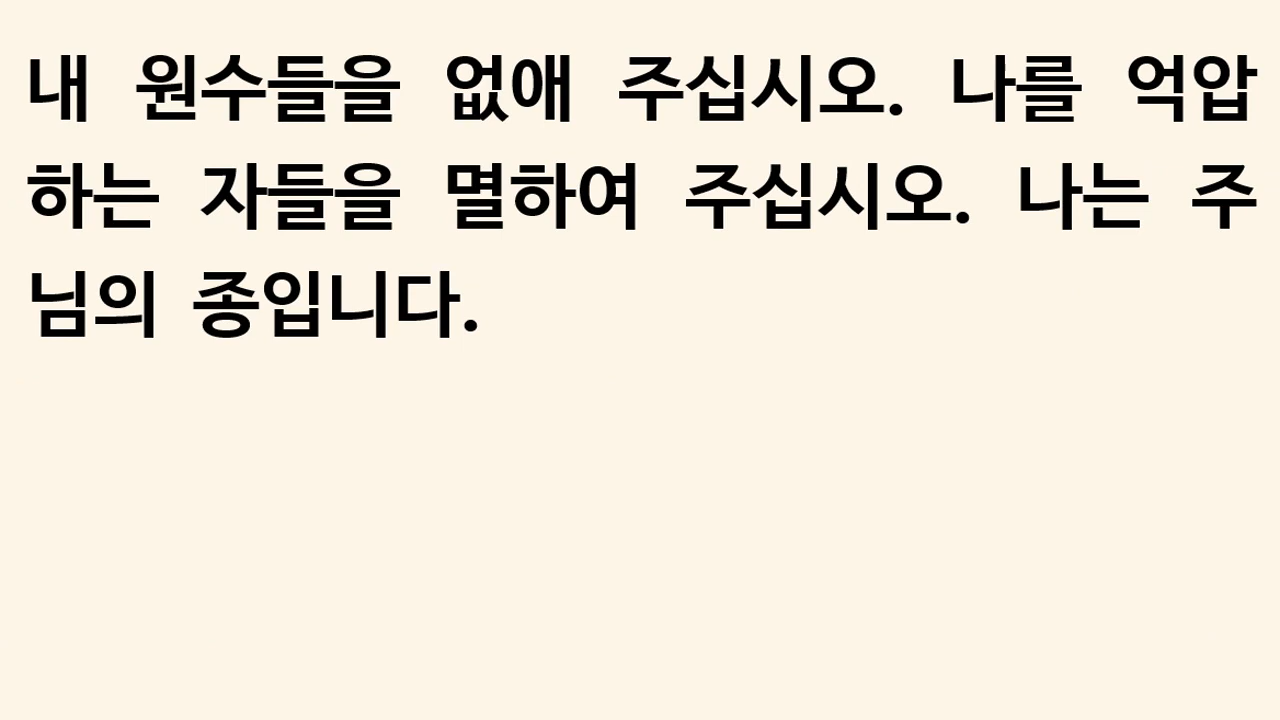 내 원수들을 없애 주십시오. 나를 억압
하는 자들을 멸하여 주십시오. 나는 주
님의 종입니다.